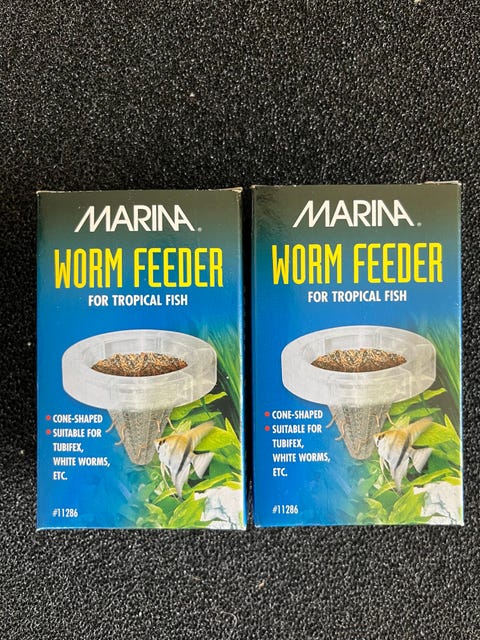 MARINA®
WORM FEEDER
FOR TROPICAL FISH
• CONE-SHAPED
• SUITABLE FOR
TUBIFEX,
WHITE WORMS,
ETC.
#11286
MARINA®
WORM FEEDER
FOR TROPICAL FISH
• CONE-SHAPED
• SUITABLE FOR
TUBIFEX,
WHITE WORMS,
ETC.
#11286